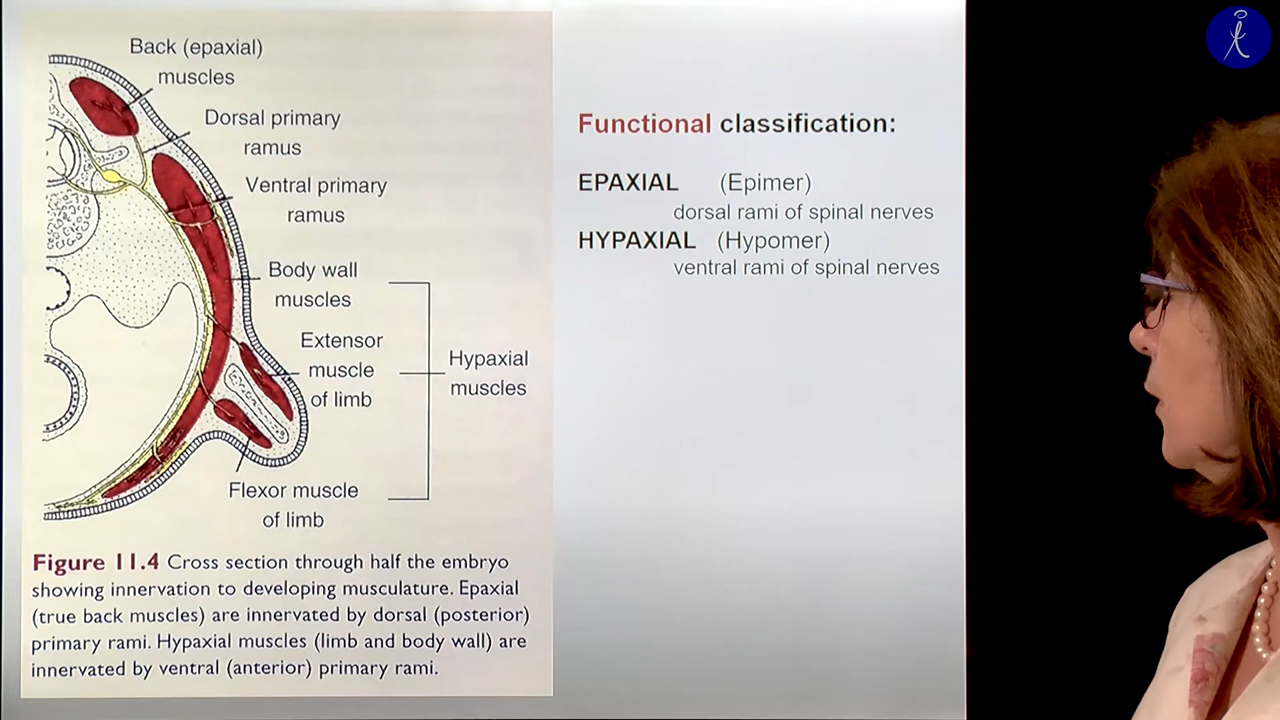 Back (epaxial)
muscles
Dorsal primary
ramus
Ventral primary
ramus
Body wall
muscles
Extensor
muscle
of limb
Hypaxial
muscles
Flexor muscle
of limb
Figure 11.4 Cross section through half the embryo
showing innervation to developing musculature. Epaxial
(true back muscles) are innervated by dorsal (posterior)
primary rami. Hypaxial muscles (limb and body wall) are
innervated by ventral (anterior) primary rami.
Functional classification:
EPAXIAL (Epimer)
dorsal rami of spinal nerves
HYPAXIAL (Hypomer)
ventral rami of spinal nerves